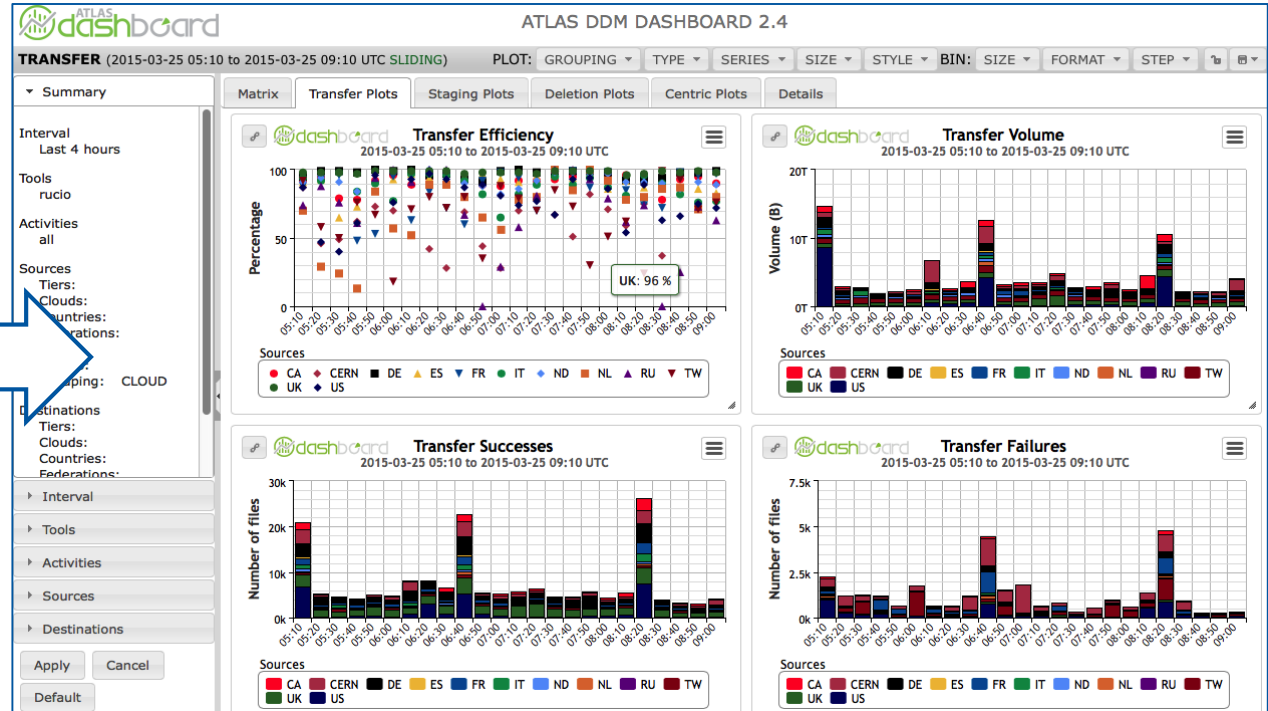 ATLAS
dashboard
ATLAS DDM DASHBOARD 2.4
TRANSFER (2015-03-25 05:10 to 2015-03-25 09:10 UTC SLIDING)
PLOT: GROUPING TYPE SERIES SIZE STYLE BIN: SIZE FORMAT STEP
Summary
Interval
Last 4 hours
Tools
rucio
Activities
all
Sources
Tiers:
Clouds:
Countries:
CLOUD
Destinations
Tiers:
Clouds:
Countries:
Federations:
Interval
Tools
Activities
Sources
Destinations
Apply Cancel
Default
Matrix Transfer Plots Staging Plots Deletion Plots Centric Plots Details
dashboard Transfer Efficiency
2015-03-25 05:10 to 2015-03-25 09:10 UTC
Percentage
100
50
0
UK: 96 %
05:10 05:20 05:30 05:40 05:50 06:00 06:10 06:20 06:30 06:40 06:50 07:00 07:10 07:20 07:30 07:40 07:50 08:00 08:10 08:20 08:30 08:40 08:50 09:00
Sources
CA CERN DE ES FR IT ND NL RU TW
UK US
dashboard Transfer Volume
2015-03-25 05:10 to 2015-03-25 09:10 UTC
Volume (B)
20T
10T
0T
05:10 05:20 05:30 05:40 05:50 06:00 06:10 06:20 06:30 06:40 06:50 07:00 07:10 07:20 07:30 07:40 07:50 08:00 08:10 08:20 08:30 08:40 08:50 09:00
Sources
CA CERN DE ES FR IT ND NL RU TW
UK US
dashboard Transfer Successes
2015-03-25 05:10 to 2015-03-25 09:10 UTC
Number of files
30k
20k
10k
0k
05:10 05:20 05:30 05:40 05:50 06:00 06:10 06:20 06:30 06:40 06:50 07:00 07:10 07:20 07:30 07:40 07:50 08:00 08:10 08:20 08:30 08:40 08:50 09:00
Sources
CA CERN DE ES FR IT ND NL RU TW
UK US
dashboard Transfer Failures
2015-03-25 05:10 to 2015-03-25 09:10 UTC
Number of files
7.5k
5k
2.5k
0k
05:10 05:20 05:30 05:40 05:50 06:00 06:10 06:20 06:30 06:40 06:50 07:00 07:10 07:20 07:30 07:40 07:50 08:00 08:10 08:20 08:30 08:40 08:50 09:00
Sources
CA CERN DE ES FR IT ND NL RU TW
UK US